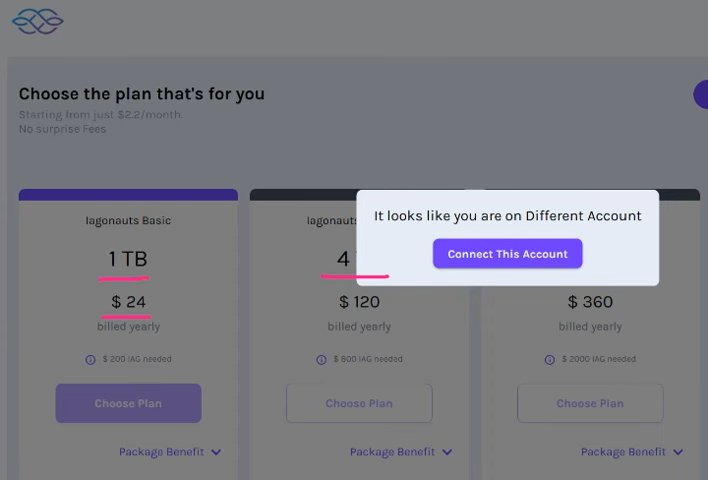 Choose the plan that's for you
Starting from just $2.2/month.
No surprise Fees
It looks like you are on Different Account
Connect This Account
Iagonauts Basic
1 TB
$ 24
billed yearly
$ 200 IAG needed
Choose Plan
Package Benefit
Iagonauts
4
$ 120
billed yearly
$ 800 IAG needed
Choose Plan
Package Benefit
$ 360
billed yearly
$ 2000 IAG needed
Choose Plan
Package Benefit